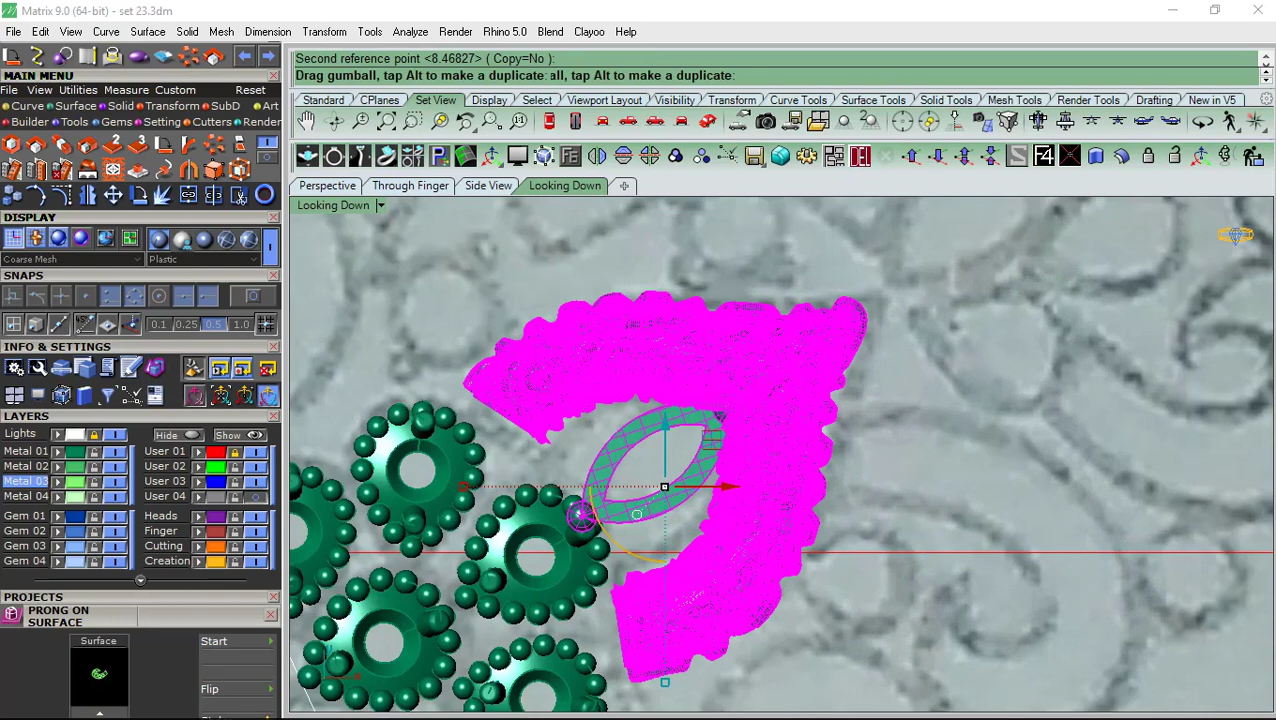 Matrix 9.0 (64-bit) - set 23.3dm
File Edit View Curve Surface Solid Mesh Dimension Transform Tools Analyze Render Rhino 5.0 Blend Clayoo Help
Second reference point <8.46827> ( Copy=No ):
Drag gumball, tap Alt to make a duplicate: all, tap Alt to make a duplicate:
MAIN MENU
File View Utilities Measure Custom
Reset
Curve Surface Solid Transform SubD Art
Builder Tools Gems Setting Cutters Render
Standard CPlanes Set View Display Select Viewport Layout Visibility Transform Curve Tools Surface Tools Solid Tools Mesh Tools Render Tools Drafting New in V5
Perspective Through Finger Side View Looking Down
Looking Down
DISPLAY
Coarse Mesh Plastic
SNAPS
0.1 0.25 0.5 1.0
INFO & SETTINGS
LAYERS
Lights Hide Show
Metal 01 User 01
Metal 02 User 02
Metal 03 User 03
Metal 04 User 04
Gem 01 Heads
Gem 02 Finger
Gem 03 Cutting
Gem 04 Creation
PROJECTS
PRONG ON
SURFACE
Surface Start
Flip